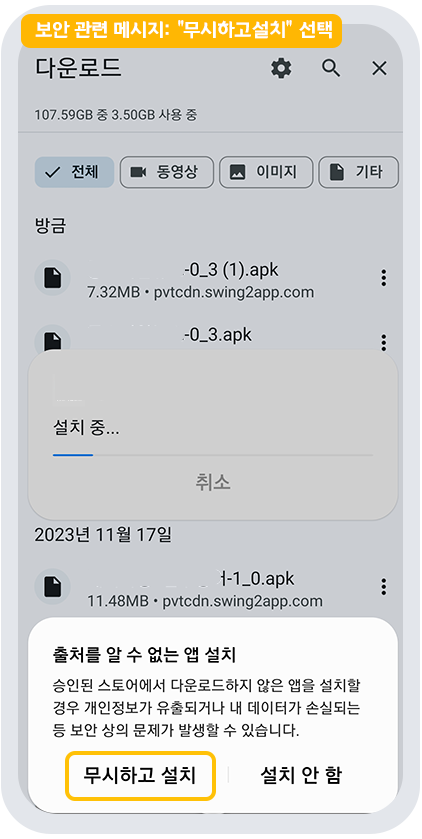 보안 관련 메시지: "무시하고설치" 선택
다운로드
107.59GB 중 3.50GB 사용 중
전체 동영상 이미지 기타
방금
-0_3 (1).apk
7.32MB • pvtcdn.swing2app.com
-0_3.apk
설치 중...
취소
2023년 11월 17일
-1_0.apk
11.48MB • pvtcdn.swing2app.com
출처를 알 수 없는 앱 설치
승인된 스토어에서 다운로드하지 않은 앱을 설치할
경우 개인정보가 유출되거나 내 데이터가 손실되는
등 보안 상의 문제가 발생할 수 있습니다.
무시하고 설치 설치 안 함